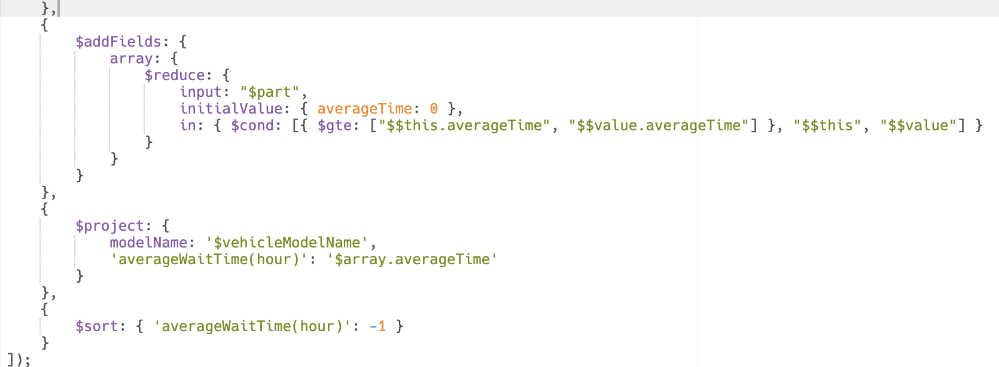 },
{
$addFields: {
array: {
$reduce: {
input: "$part",
initialValue: { averageTime: 0 },
in: { $cond: [{ $gte: ["$$this.averageTime", "$$value.averageTime"] }, "$$this", "$$value"] }
}
}
}
},
{
$project: {
modelName: '$vehicleModelName',
'averageWaitTime(hour)': '$array.averageTime'
}
},
{
$sort: { 'averageWaitTime(hour)': -1 }
}
]);